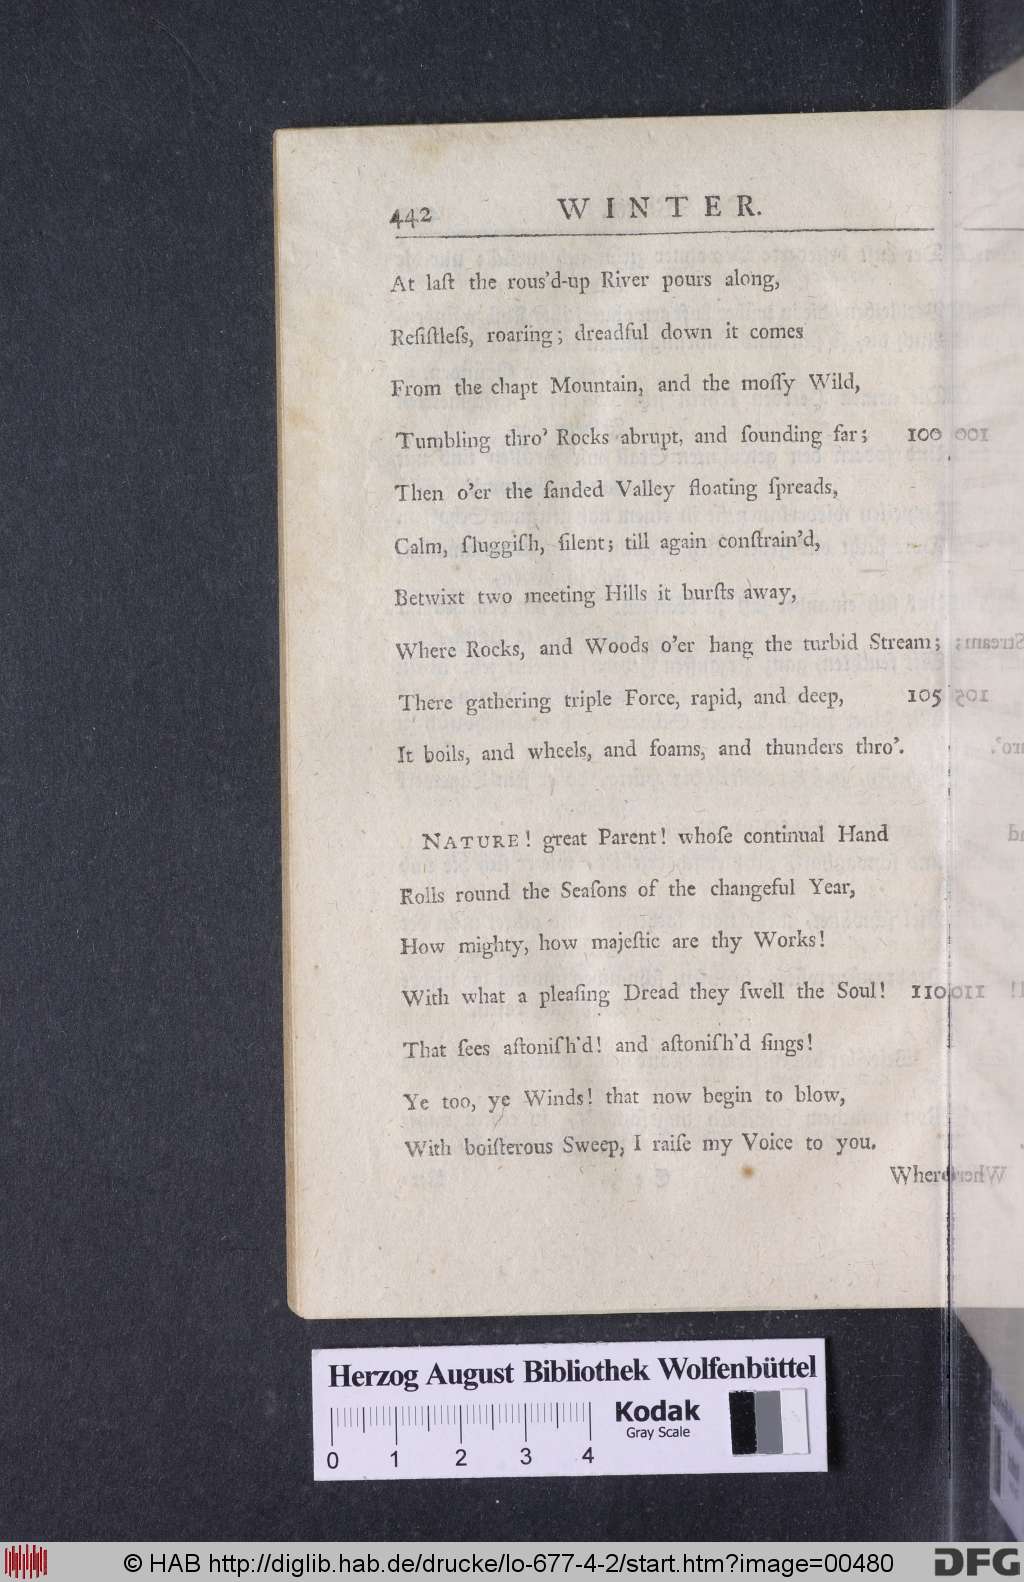 442 WINTER.
At laſt the rous'd-up River pours along,
Reſiſtleſs, roaring; dreadful down it comes
From the chapt Mountain, and the moſſy Wild,
Tumbling thro' Rocks abrupt, and ſounding far; 100
Then o'er the ſanded Valley floating ſpreads,
Calm, ſluggiſh, ſilent; till again conſtrain'd,
Betwixt two meeting Hills it burſts away,
Where Rocks, and Woods o'er hang the turbid Stream;
There gathering triple Force, rapid, and deep, 105
It boils, and wheels, and foams, and thunders thro'.
NATURE! great Parent! whoſe continual Hand
Rolls round the Seaſons of the changeful Year,
How mighty, how majeſtic are thy Works!
With what a pleaſing Dread they ſwell the Soul! 110
That ſees aſtoniſh'd! and aſtoniſh'd ſings!
Ye too, ye Winds! that now begin to blow,
With boiſterous Sweep, I raiſe my Voice to you.
Where
Herzog August Bibliothek Wolfenbüttel
Kodak
Gray Scale
0 1 2 3 4
© HAB http://diglib.hab.de/drucke/lo-677-4-2/start.htm?image=00480
DFG